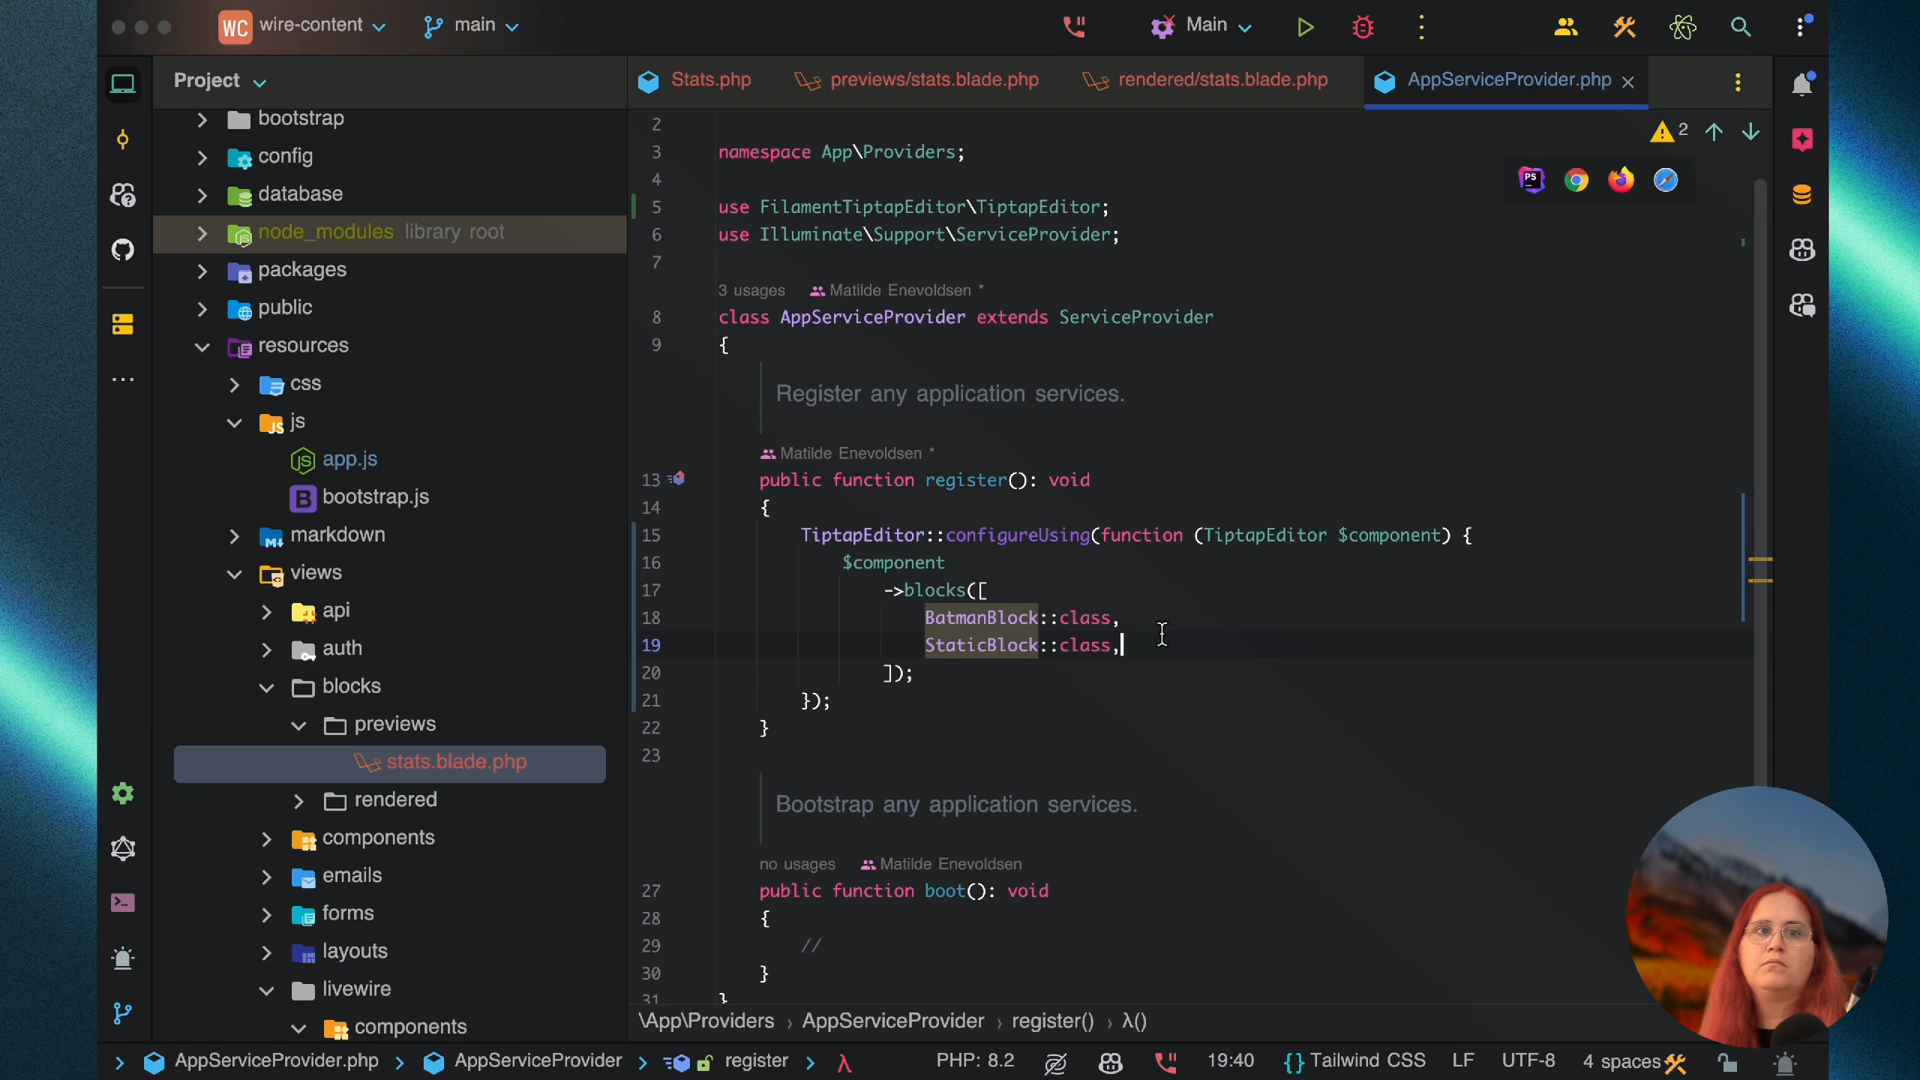 WC wire-content main Main
Project
Stats.php previews/stats.blade.php rendered/stats.blade.php AppServiceProvider.php
bootstrap
config
database
node_modules library root
packages
public
resources
css
js
app.js
bootstrap.js
markdown
views
api
auth
blocks
previews
stats.blade.php
rendered
components
emails
forms
layouts
livewire
components
2
PS
2
3 namespace App\Providers;
4
5 use FilamentTiptapEditor\TiptapEditor;
6 use Illuminate\Support\ServiceProvider;
7
3 usages Matilde Enevoldsen *
8 class AppServiceProvider extends ServiceProvider
9 {
Register any application services.
Matilde Enevoldsen *
13 public function register(): void
14 {
15 TiptapEditor::configureUsing(function (TiptapEditor $component) {
16 $component
17 ->blocks([
18 BatmanBlock::class,
19 StaticBlock::class,
20 ]);
21 });
22 }
23
Bootstrap any application services.
no usages Matilde Enevoldsen
27 public function boot(): void
28 {
29 //
30 }
31 }
\App\Providers › AppServiceProvider › register() › λ()
AppServiceProvider.php AppServiceProvider register λ PHP: 8.2 19:40 {} Tailwind CSS LF UTF-8 4 spaces